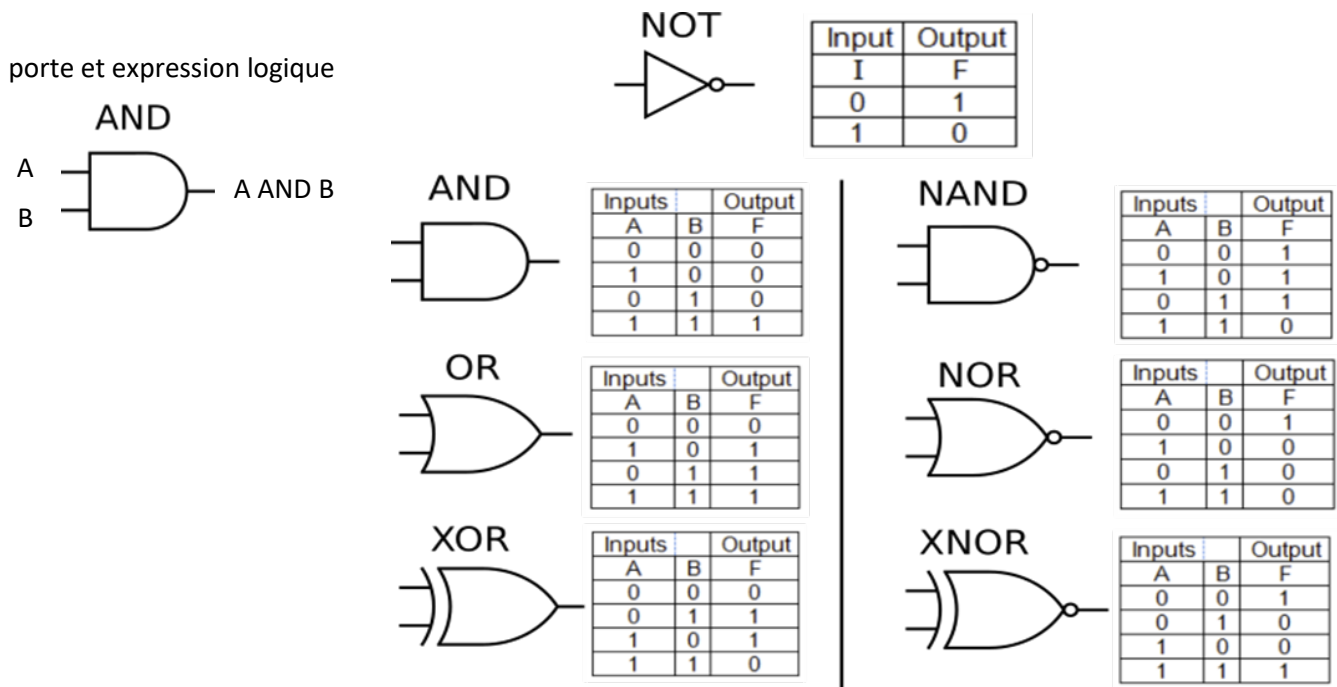 NOT
Input Output
I F
0 1
1 0
porte et expression logique
AND
A
B
A AND B
AND
Inputs Output
A B F
0 0 0
1 0 0
0 1 0
1 1 1
NAND
Inputs Output
A B F
0 0 1
1 0 1
0 1 1
1 1 0
OR
Inputs Output
A B F
0 0 0
1 0 1
0 1 1
1 1 1
NOR
Inputs Output
A B F
0 0 1
1 0 0
0 1 0
1 1 0
XOR
Inputs Output
A B F
0 0 0
0 1 1
1 0 1
1 1 0
XNOR
Inputs Output
A B F
0 0 1
0 1 0
1 0 0
1 1 1